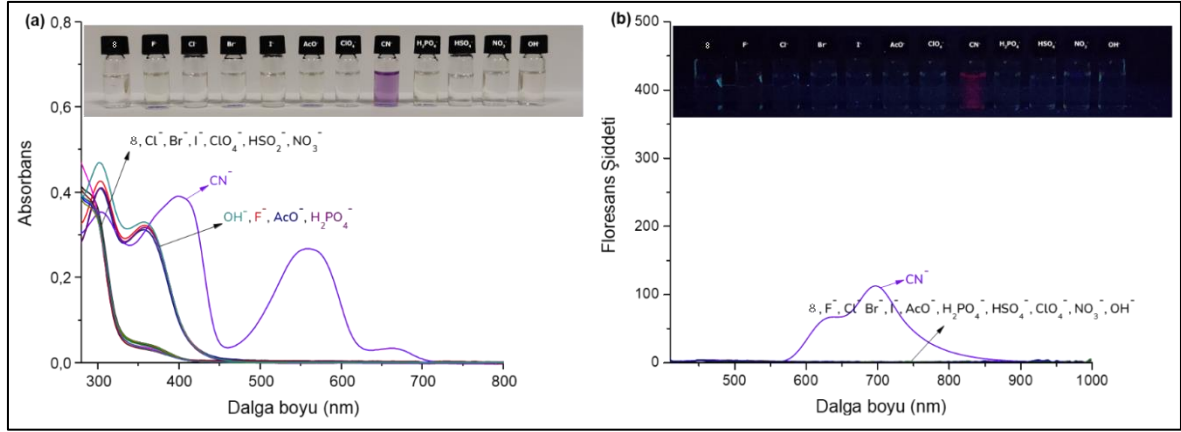 (a)
0,8
0,6
0,4
0,2
0,0
Absorbans
8 F⁻ Cl⁻ Br⁻ I⁻ AcO⁻ ClO₄⁻ CN⁻ H₂PO₄⁻ HSO₄⁻ NO₃⁻ OH⁻
8, Cl⁻, Br⁻, I⁻, ClO₄⁻, HSO₂⁻, NO₃⁻
CN⁻
OH⁻, F⁻, AcO⁻, H₂PO₄⁻
300 400 500 600 700 800
Dalga boyu (nm)
(b)
500
400
300
200
100
0
Floresans Şiddeti
8 F⁻ Cl⁻ Br⁻ I⁻ AcO⁻ ClO₄⁻ CN⁻ H₂PO₄⁻ HSO₄⁻ NO₃⁻ OH⁻
CN⁻
8, F⁻, Cl⁻ Br⁻, I⁻, AcO⁻, H₂PO₄⁻, HSO₄⁻, ClO₄⁻, NO₃⁻, OH⁻
500 600 700 800 900 1000
Dalga boyu (nm)